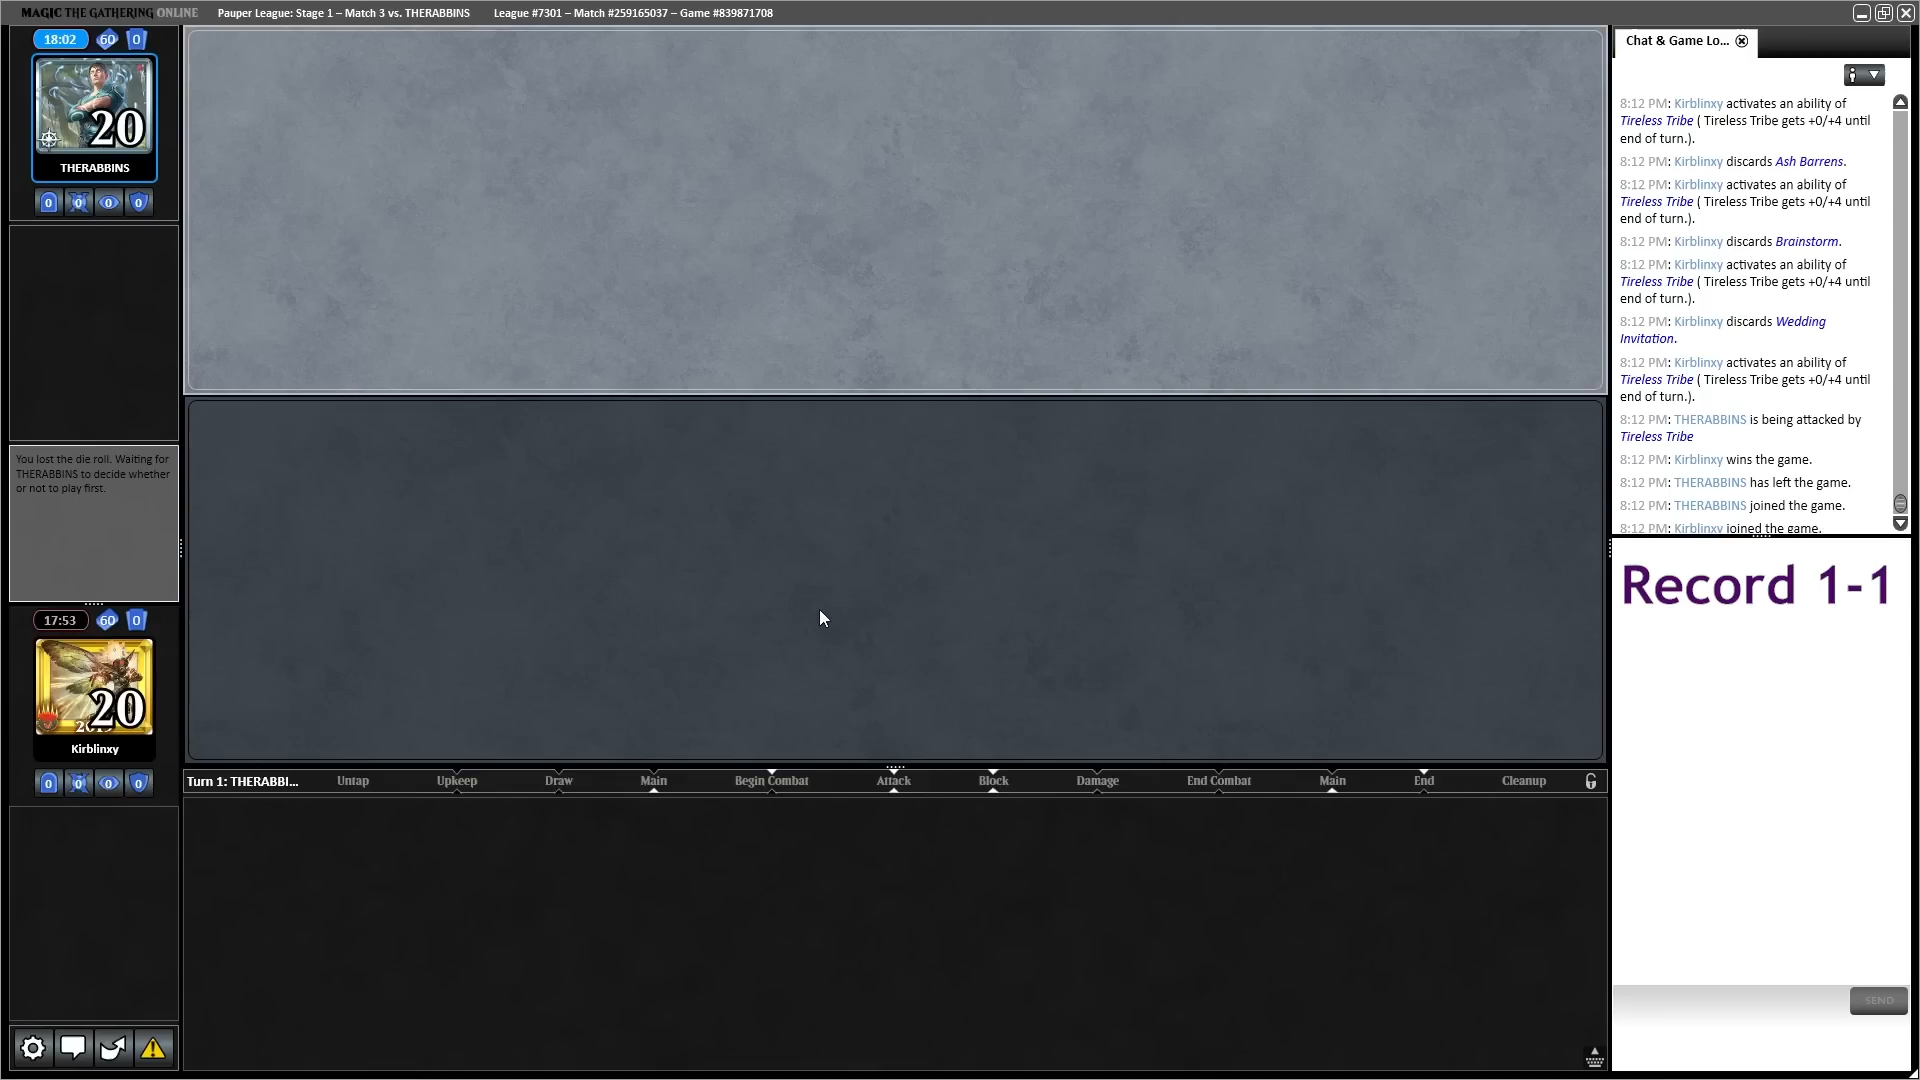 MAGIC THE GATHERING ONLINE
Pauper League: Stage 1 – Match 3 vs. THERABBINS
League #7301 – Match #259165037 – Game #839871708
18:02
60
0
20
THERABBINS
0
0
0
0
You lost the die roll. Waiting for
THERABBINS to decide whether
or not to play first.
17:53
60
0
20
Kirblinxy
0
0
0
0
Turn 1: THERABBI...
Untap
Upkeep
Draw
Main
Begin Combat
Attack
Block
Damage
End Combat
Main
End
Cleanup
Chat & Game Lo...
8:12 PM: Kirblinxy activates an ability of
Tireless Tribe ( Tireless Tribe gets +0/+4 until
end of turn.).
8:12 PM: Kirblinxy discards Ash Barrens.
8:12 PM: Kirblinxy activates an ability of
Tireless Tribe ( Tireless Tribe gets +0/+4 until
end of turn.).
8:12 PM: Kirblinxy discards Brainstorm.
8:12 PM: Kirblinxy activates an ability of
Tireless Tribe ( Tireless Tribe gets +0/+4 until
end of turn.).
8:12 PM: Kirblinxy discards Wedding
Invitation.
8:12 PM: Kirblinxy activates an ability of
Tireless Tribe ( Tireless Tribe gets +0/+4 until
end of turn.).
8:12 PM: THERABBINS is being attacked by
Tireless Tribe
8:12 PM: Kirblinxy wins the game.
8:12 PM: THERABBINS has left the game.
8:12 PM: THERABBINS joined the game.
8:12 PM: Kirblinxy joined the game.
Record 1-1
SEND